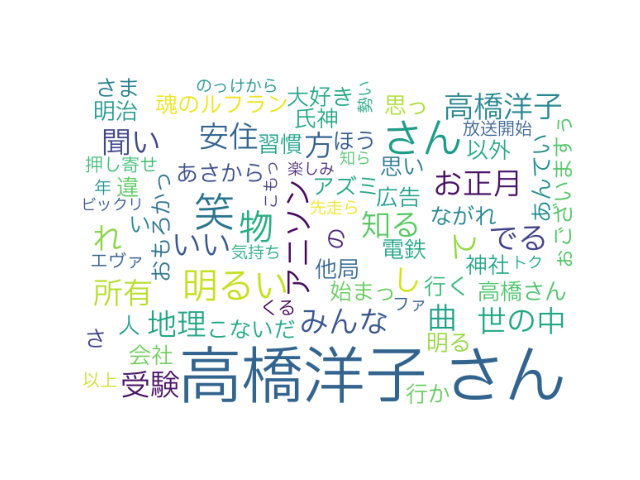 さま
のっけから
魂のルフラン
大好き
勢い
思っ
高橋洋子
明治
氏神
放送開始
聞い
安住
習慣
方
ほう
さん
以外
あんてい
おございますっ
押し寄せ
あさから
楽しみ
知ら
思い
お正月
年
違
こもっ
アズミ
広告
ビックリ
い
おもろかっ
笑
物
アニソン
先走ら
知る
ながれ
れ
いい
気持ち
の
電鉄
て
でる
エヴァ
他局
神社
トク
所有
明るい
し
始まっ
行く
高橋さん
くる
ファ
さ
人
地理
こないだ
みんな
曲
世の中
会社
明る
以上
受験
高橋洋子 さん
行か